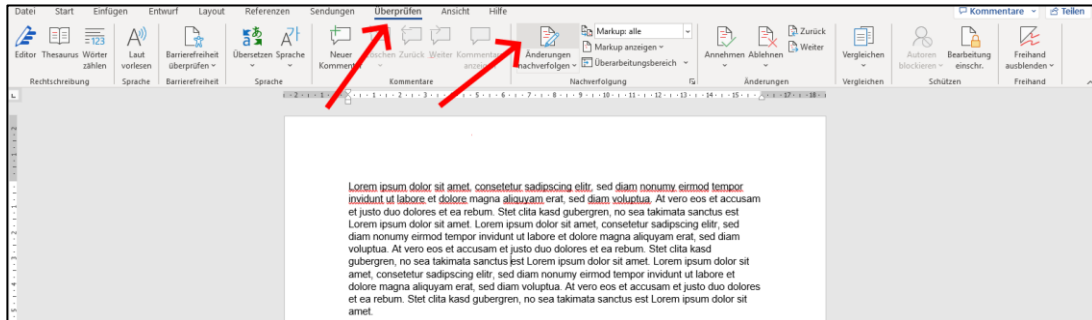 Datei Start Einfügen Entwurf Layout Referenzen Sendungen Überprüfen Ansicht Hilfe Kommentare Teilen
Editor Thesaurus Wörter zählen
Laut vorlesen
Barrierefreiheit überprüfen
Übersetzen Sprache
Neuer Kommentar
Zurück Weiter
Änderungen nachverfolgen
Markup: alle
Markup anzeigen
Überarbeitungsbereich
Annehmen Ablehnen
Zurück
Weiter
Vergleichen
Autoren blockieren
Bearbeitung einschr.
Freihand ausblenden
Rechtschreibung Sprache Barrierefreiheit Sprache Kommentare Nachverfolgung Änderungen Vergleichen Schützen Freihand
Lorem ipsum dolor sit amet, consetetur sadipscing elitr, sed diam nonumy eirmod tempor
invidunt ut labore et dolore magna aliquyam erat, sed diam voluptua. At vero eos et accusam
et justo duo dolores et ea rebum. Stet clita kasd gubergren, no sea takimata sanctus est
Lorem ipsum dolor sit amet. Lorem ipsum dolor sit amet, consetetur sadipscing elitr, sed
diam nonumy eirmod tempor invidunt ut labore et dolore magna aliquyam erat, sed diam
voluptua. At vero eos et accusam et justo duo dolores et ea rebum. Stet clita kasd
gubergren, no sea takimata sanctus est Lorem ipsum dolor sit amet. Lorem ipsum dolor sit
amet, consetetur sadipscing elitr, sed diam nonumy eirmod tempor invidunt ut labore et
dolore magna aliquyam erat, sed diam voluptua. At vero eos et accusam et justo duo dolores
et ea rebum. Stet clita kasd gubergren, no sea takimata sanctus est Lorem ipsum dolor sit
amet.